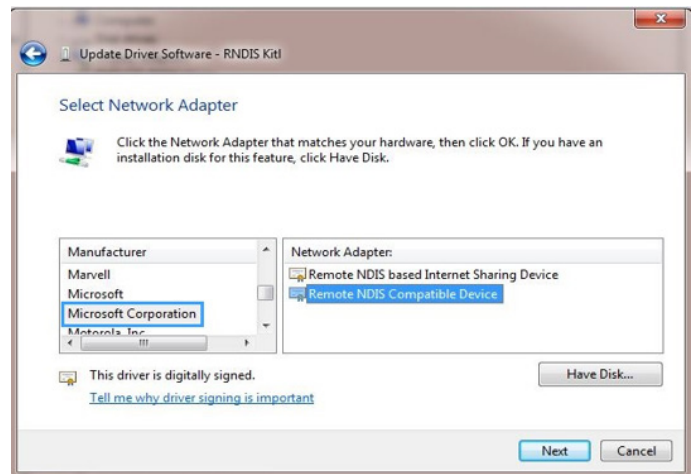 Update Driver Software - RNDIS Kitl
Select Network Adapter
Click the Network Adapter that matches your hardware, then click OK. If you have an
installation disk for this feature, click Have Disk.
Manufacturer
Marvell
Microsoft
Microsoft Corporation
Motorola, Inc.
Network Adapter:
Remote NDIS based Internet Sharing Device
Remote NDIS Compatible Device
This driver is digitally signed.
Have Disk...
Tell me why driver signing is important
Next
Cancel